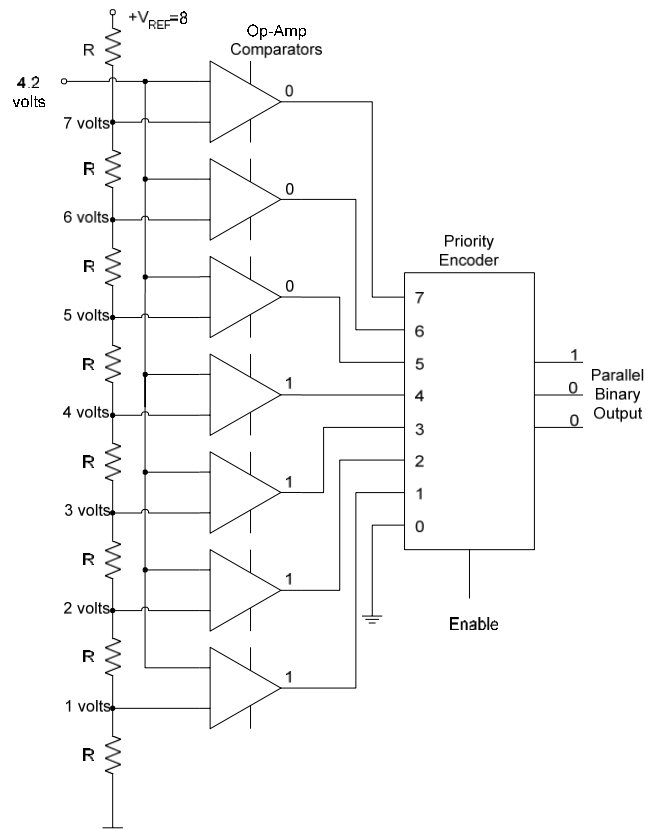 +VREF=8
Op-Amp
Comparators
R
4.2
volts
0
7 volts
R
0
6 volts
Priority
Encoder
R
0
5 volts
7
6
R
5
1
Parallel
1
4
0
Binary
4 volts
3
0
Output
R
2
1
1
3 volts
0
R
1
2 volts
Enable
R
1
1 volts
R